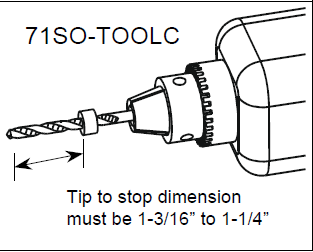 71SO-TOOLC
Tip to stop dimension
must be 1-3/16” to 1-1/4”